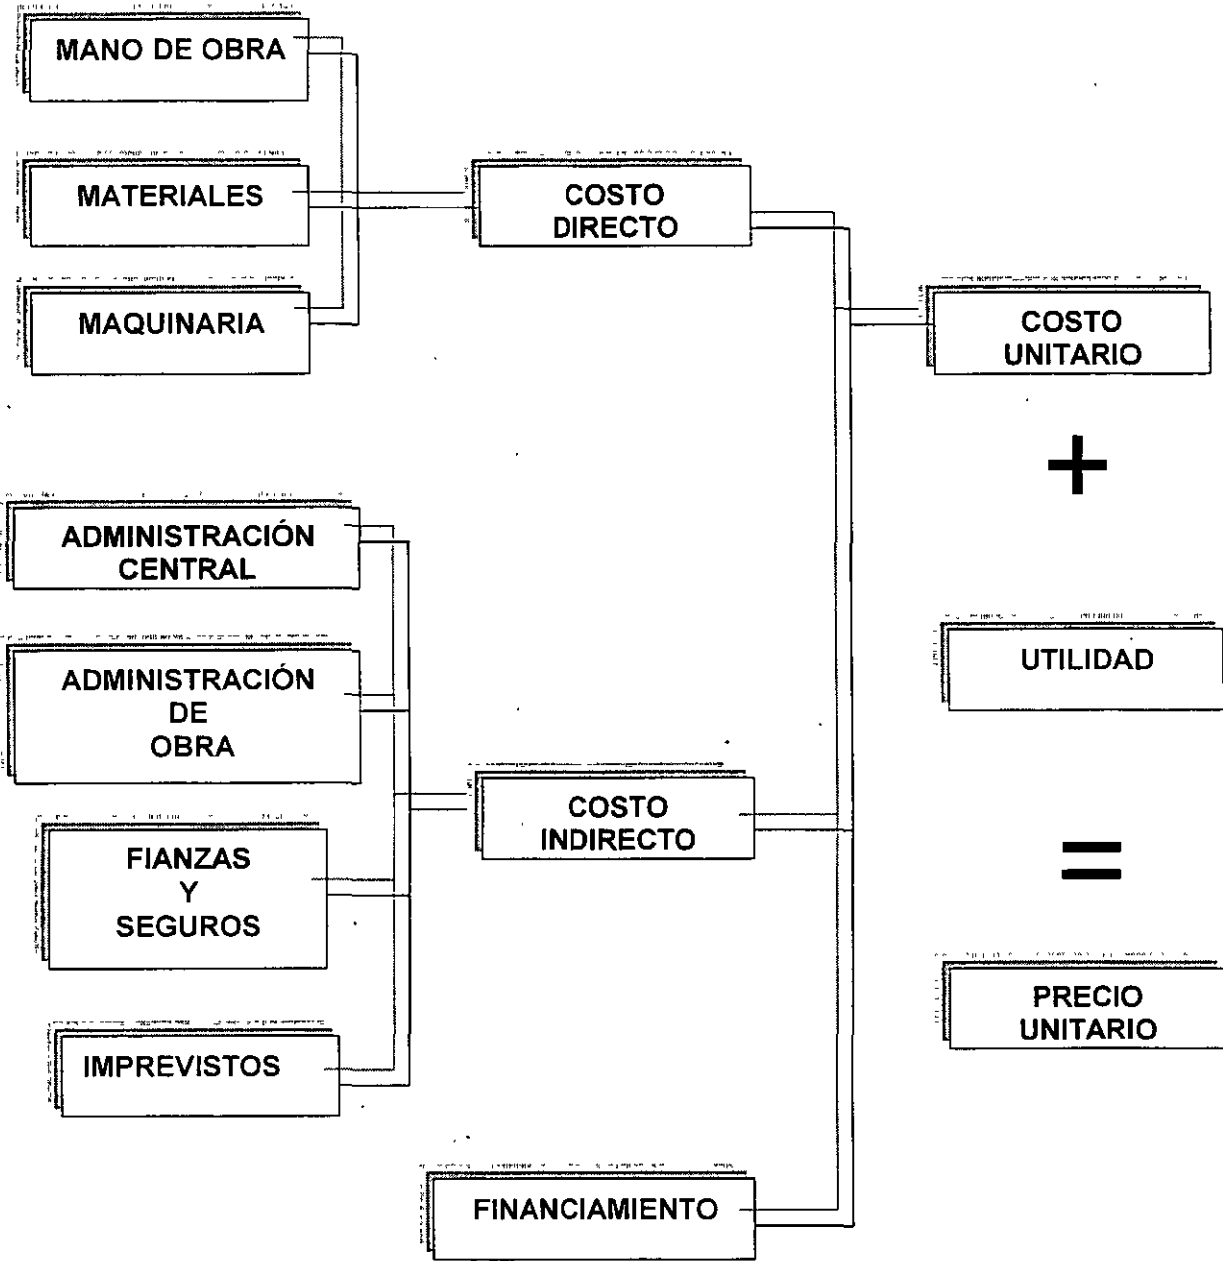 MANO DE OBRA
MATERIALES
MAQUINARIA
COSTO
DIRECTO
COSTO
UNITARIO
+
ADMINISTRACIÓN
CENTRAL
ADMINISTRACIÓN
DE
OBRA
UTILIDAD
COSTO
INDIRECTO
=
FIANZAS
Y
SEGUROS
PRECIO
UNITARIO
IMPREVISTOS
FINANCIAMIENTO